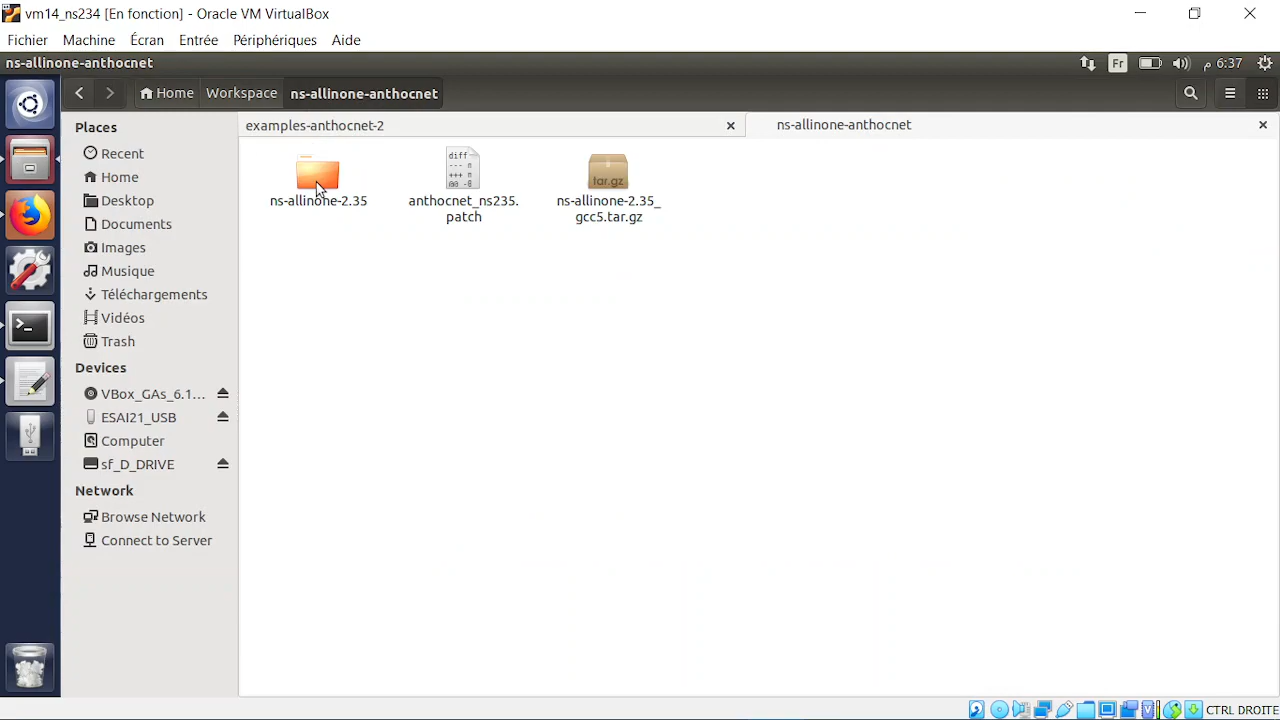 vm14_ns234 [En fonction] - Oracle VM VirtualBox
Fichier Machine Écran Entrée Périphériques Aide
ns-allinone-anthocnet Fr م 6:37
Home Workspace ns-allinone-anthocnet
Places
Recent
Home
Desktop
Documents
Images
Musique
Téléchargements
Vidéos
Trash
Devices
VBox_GAs_6.1...
ESAI21_USB
Computer
sf_D_DRIVE
Network
Browse Network
Connect to Server
examples-anthocnet-2 ns-allinone-anthocnet
diff
--- n
+++ n
@@ -6
tar.gz
ns-allinone-2.35
anthocnet_ns235.
patch
ns-allinone-2.35_
gcc5.tar.gz
CTRL DROITE